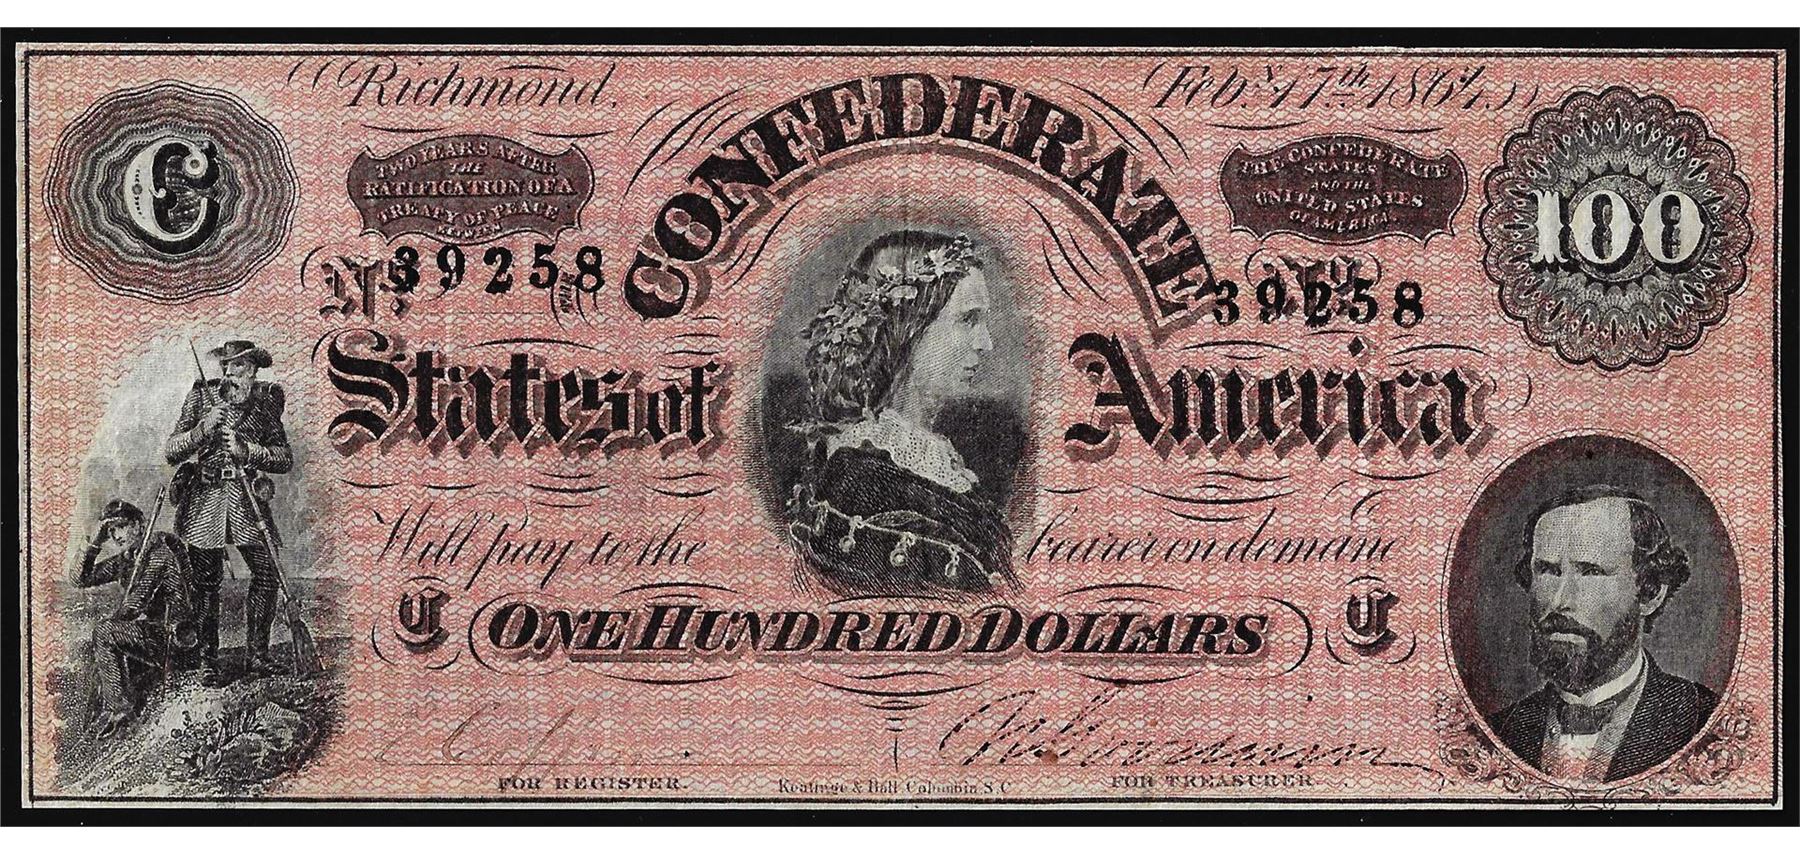 Richmond, Feby. 17th 1864.
C
TWO YEARS AFTER
THE
RATIFICATION OF A
TREATY OF PEACE
BETWEEN
THE CONFEDERATE
STATES
AND THE
UNITED STATES
OF AMERICA.
100
No. 39258
CONFEDERATE
No. 39258
States of America
Will pay to the bearer on demand
C ONE HUNDRED DOLLARS C
FOR REGISTER.
Keatinge & Ball Columbia S.C
FOR TREASURER.